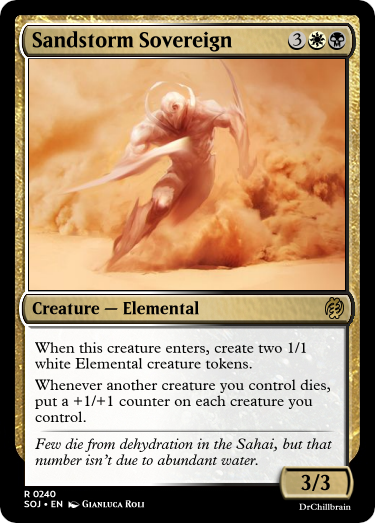 Sandstorm Sovereign 3
When this creature enters, create two 1/1
white Elemental creature tokens.
Whenever another creature you control dies,
put a +1/+1 counter on each creature you
control.
Few die from dehydration in the Sahai, but that
number isn't due to abundant water.
Creature — Elemental
3/3
R 0240
SOJ • EN Gianluca Roli
DrChillbrain